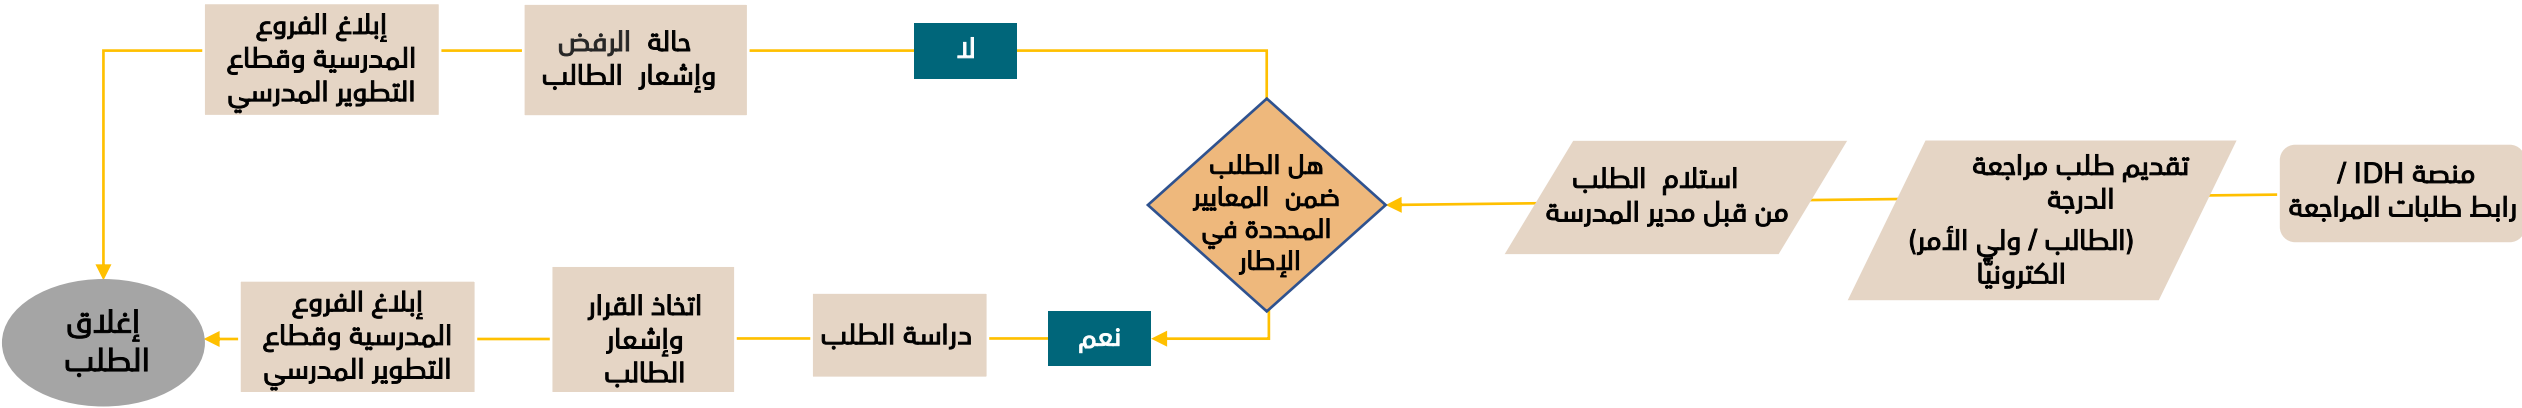 منصة IDH /
رابط طلبات المراجعة
تقديم طلب مراجعة
الدرجة
(الطالب / ولي الأمر)
الكترونيًّا
استلام الطلب
من قبل مدير المدرسة
هل الطلب
ضمن المعايير
المحددة في
الإطار
لا
حالة الرفض
وإشعار الطالب
إبلاغ الفروع
المدرسية وقطاع
التطوير المدرسي
نعم
دراسة الطلب
اتخاذ القرار
وإشعار
الطالب
إبلاغ الفروع
المدرسية وقطاع
التطوير المدرسي
إغلاق
الطلب